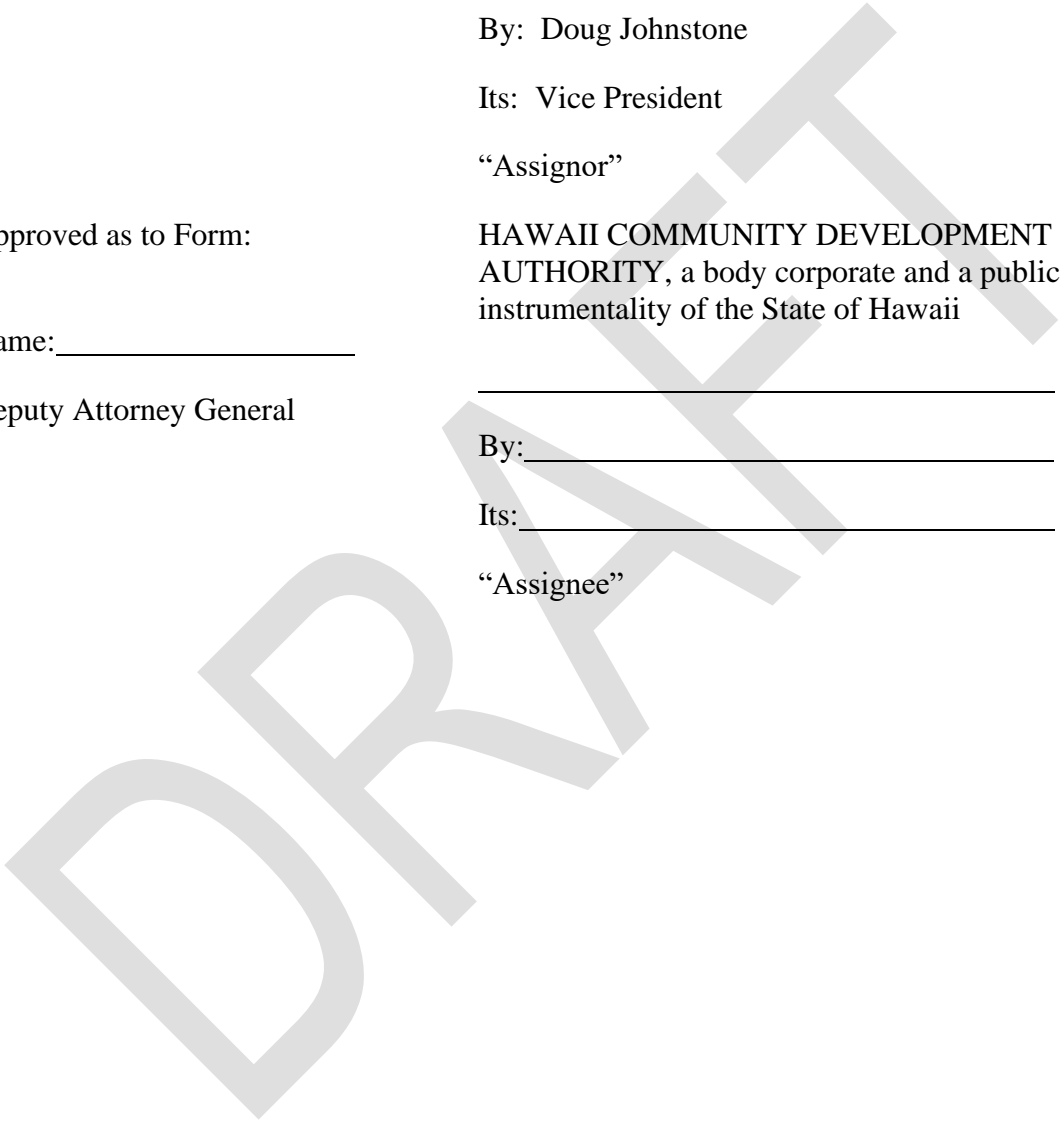 By: Doug Johnstone
Its: Vice President
“Assignor”
pproved as to Form:
ame:
eputy Attorney General
HAWAII COMMUNITY DEVELOPMENT
AUTHORITY, a body corporate and a public
instrumentality of the State of Hawaii
By:
Its:
“Assignee”
DRAFT